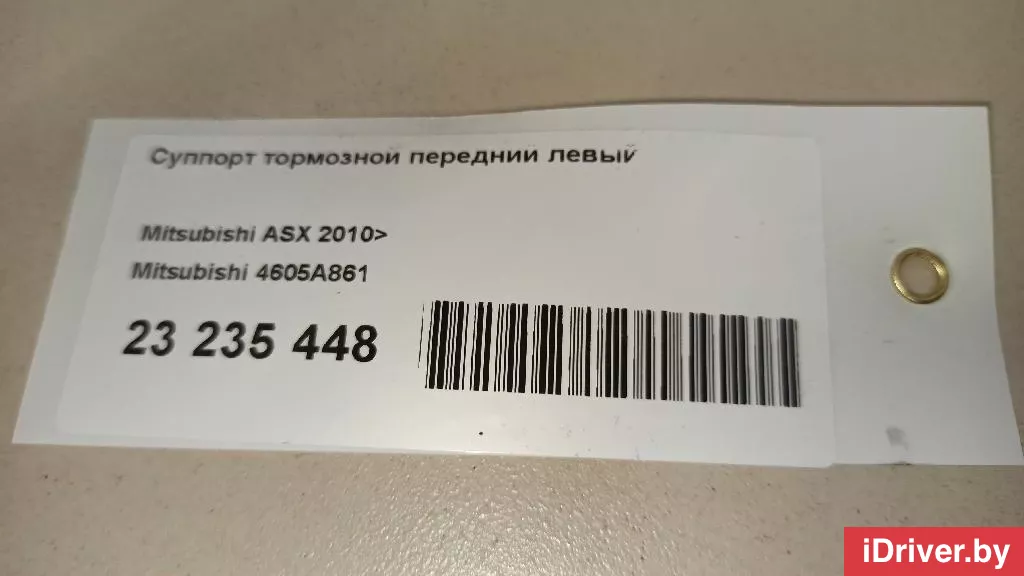 Суппорт тормозной передний левый
Mitsubishi ASX 2010>
Mitsubishi 4605A861
23 235 448
iDriver.by